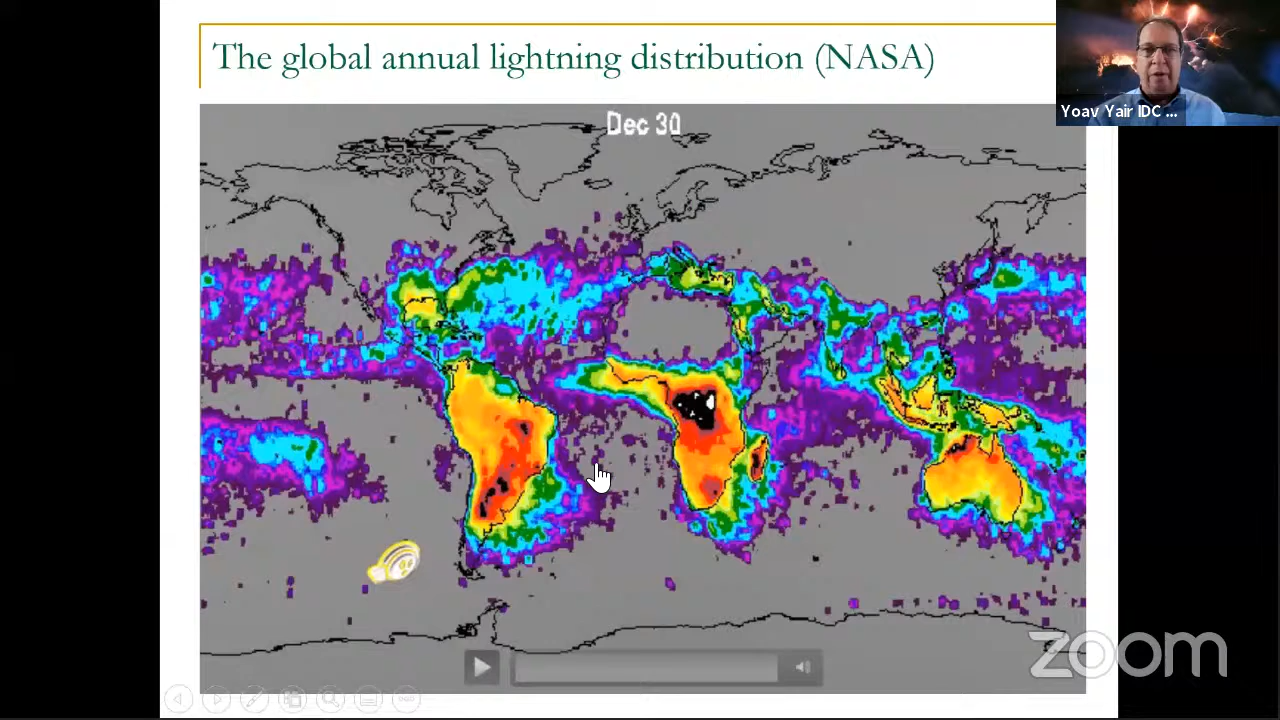 The global annual lightning distribution (NASA)
Yoav Yair IDC ...
Dec 30
zoom